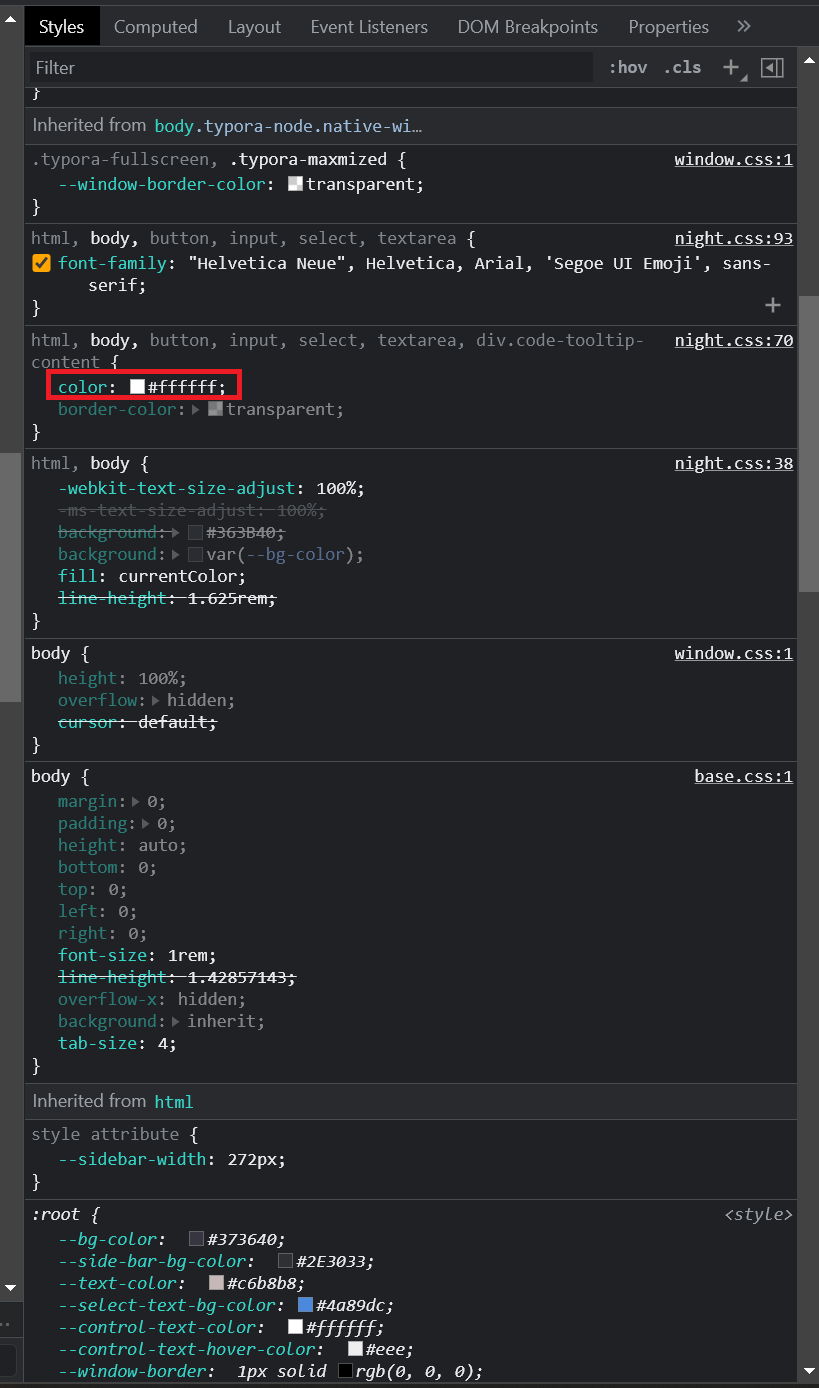 Styles Computed Layout Event Listeners DOM Breakpoints Properties »
Filter :hov .cls +
}
Inherited from body.typora-node.native-wi…
.typora-fullscreen, .typora-maxmized { window.css:1
--window-border-color: transparent;
}
html, body, button, input, select, textarea { night.css:93
font-family: "Helvetica Neue", Helvetica, Arial, 'Segoe UI Emoji', sans-
serif;
}
html, body, button, input, select, textarea, div.code-tooltip- night.css:70
content {
color: #ffffff;
border-color: transparent;
}
html, body { night.css:38
-webkit-text-size-adjust: 100%;
-ms-text-size-adjust: 100%;
background: #363B40;
background: var(--bg-color);
fill: currentColor;
line-height: 1.625rem;
}
body { window.css:1
height: 100%;
overflow: hidden;
cursor: default;
}
body { base.css:1
margin: 0;
padding: 0;
height: auto;
bottom: 0;
top: 0;
left: 0;
right: 0;
font-size: 1rem;
line-height: 1.42857143;
overflow-x: hidden;
background: inherit;
tab-size: 4;
}
Inherited from html
style attribute {
--sidebar-width: 272px;
}
:root { <style>
--bg-color: #373640;
--side-bar-bg-color: #2E3033;
--text-color: #c6b8b8;
--select-text-bg-color: #4a89dc;
--control-text-color: #ffffff;
--control-text-hover-color: #eee;
--window-border: 1px solid rgb(0, 0, 0);